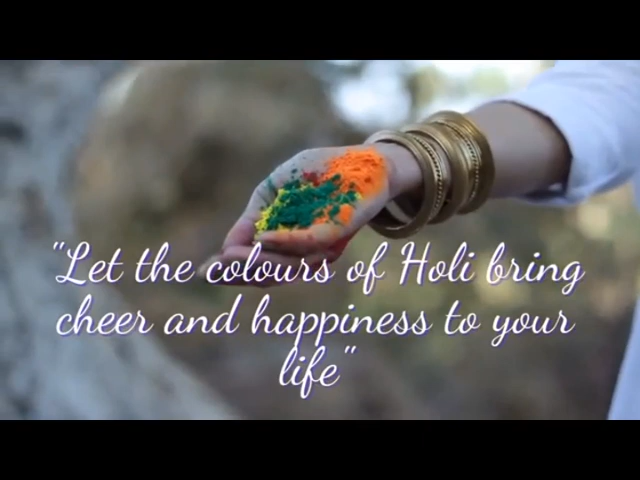 "Let the colours of Holi bring
cheer and happiness to your
life"